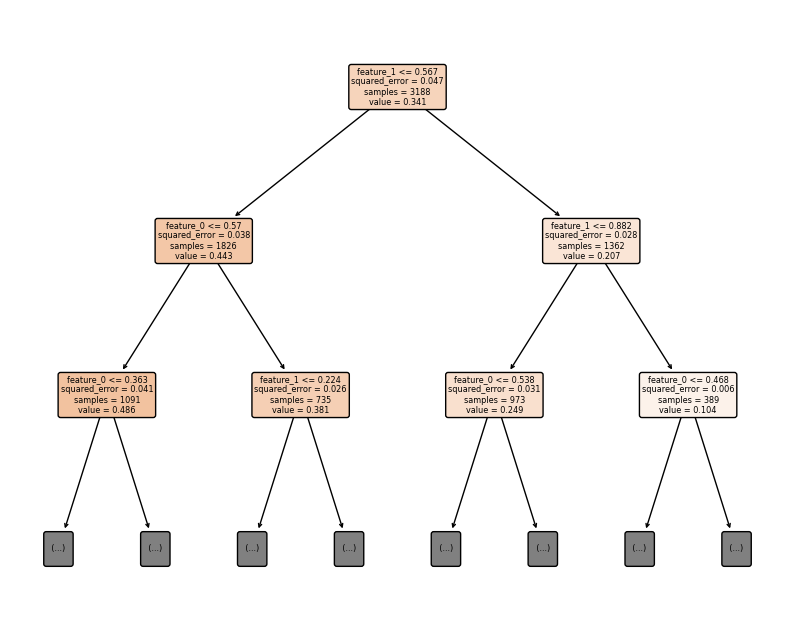 feature_1 <= 0.567
squared_error = 0.047
samples = 3188
value = 0.341
feature_0 <= 0.57
squared_error = 0.038
samples = 1826
value = 0.443
feature_1 <= 0.882
squared_error = 0.028
samples = 1362
value = 0.207
feature_0 <= 0.363
squared_error = 0.041
samples = 1091
value = 0.486
feature_1 <= 0.224
squared_error = 0.026
samples = 735
value = 0.381
feature_0 <= 0.538
squared_error = 0.031
samples = 973
value = 0.249
feature_0 <= 0.468
squared_error = 0.006
samples = 389
value = 0.104
(...)
(...)
(...)
(...)
(...)
(...)
(...)
(...)